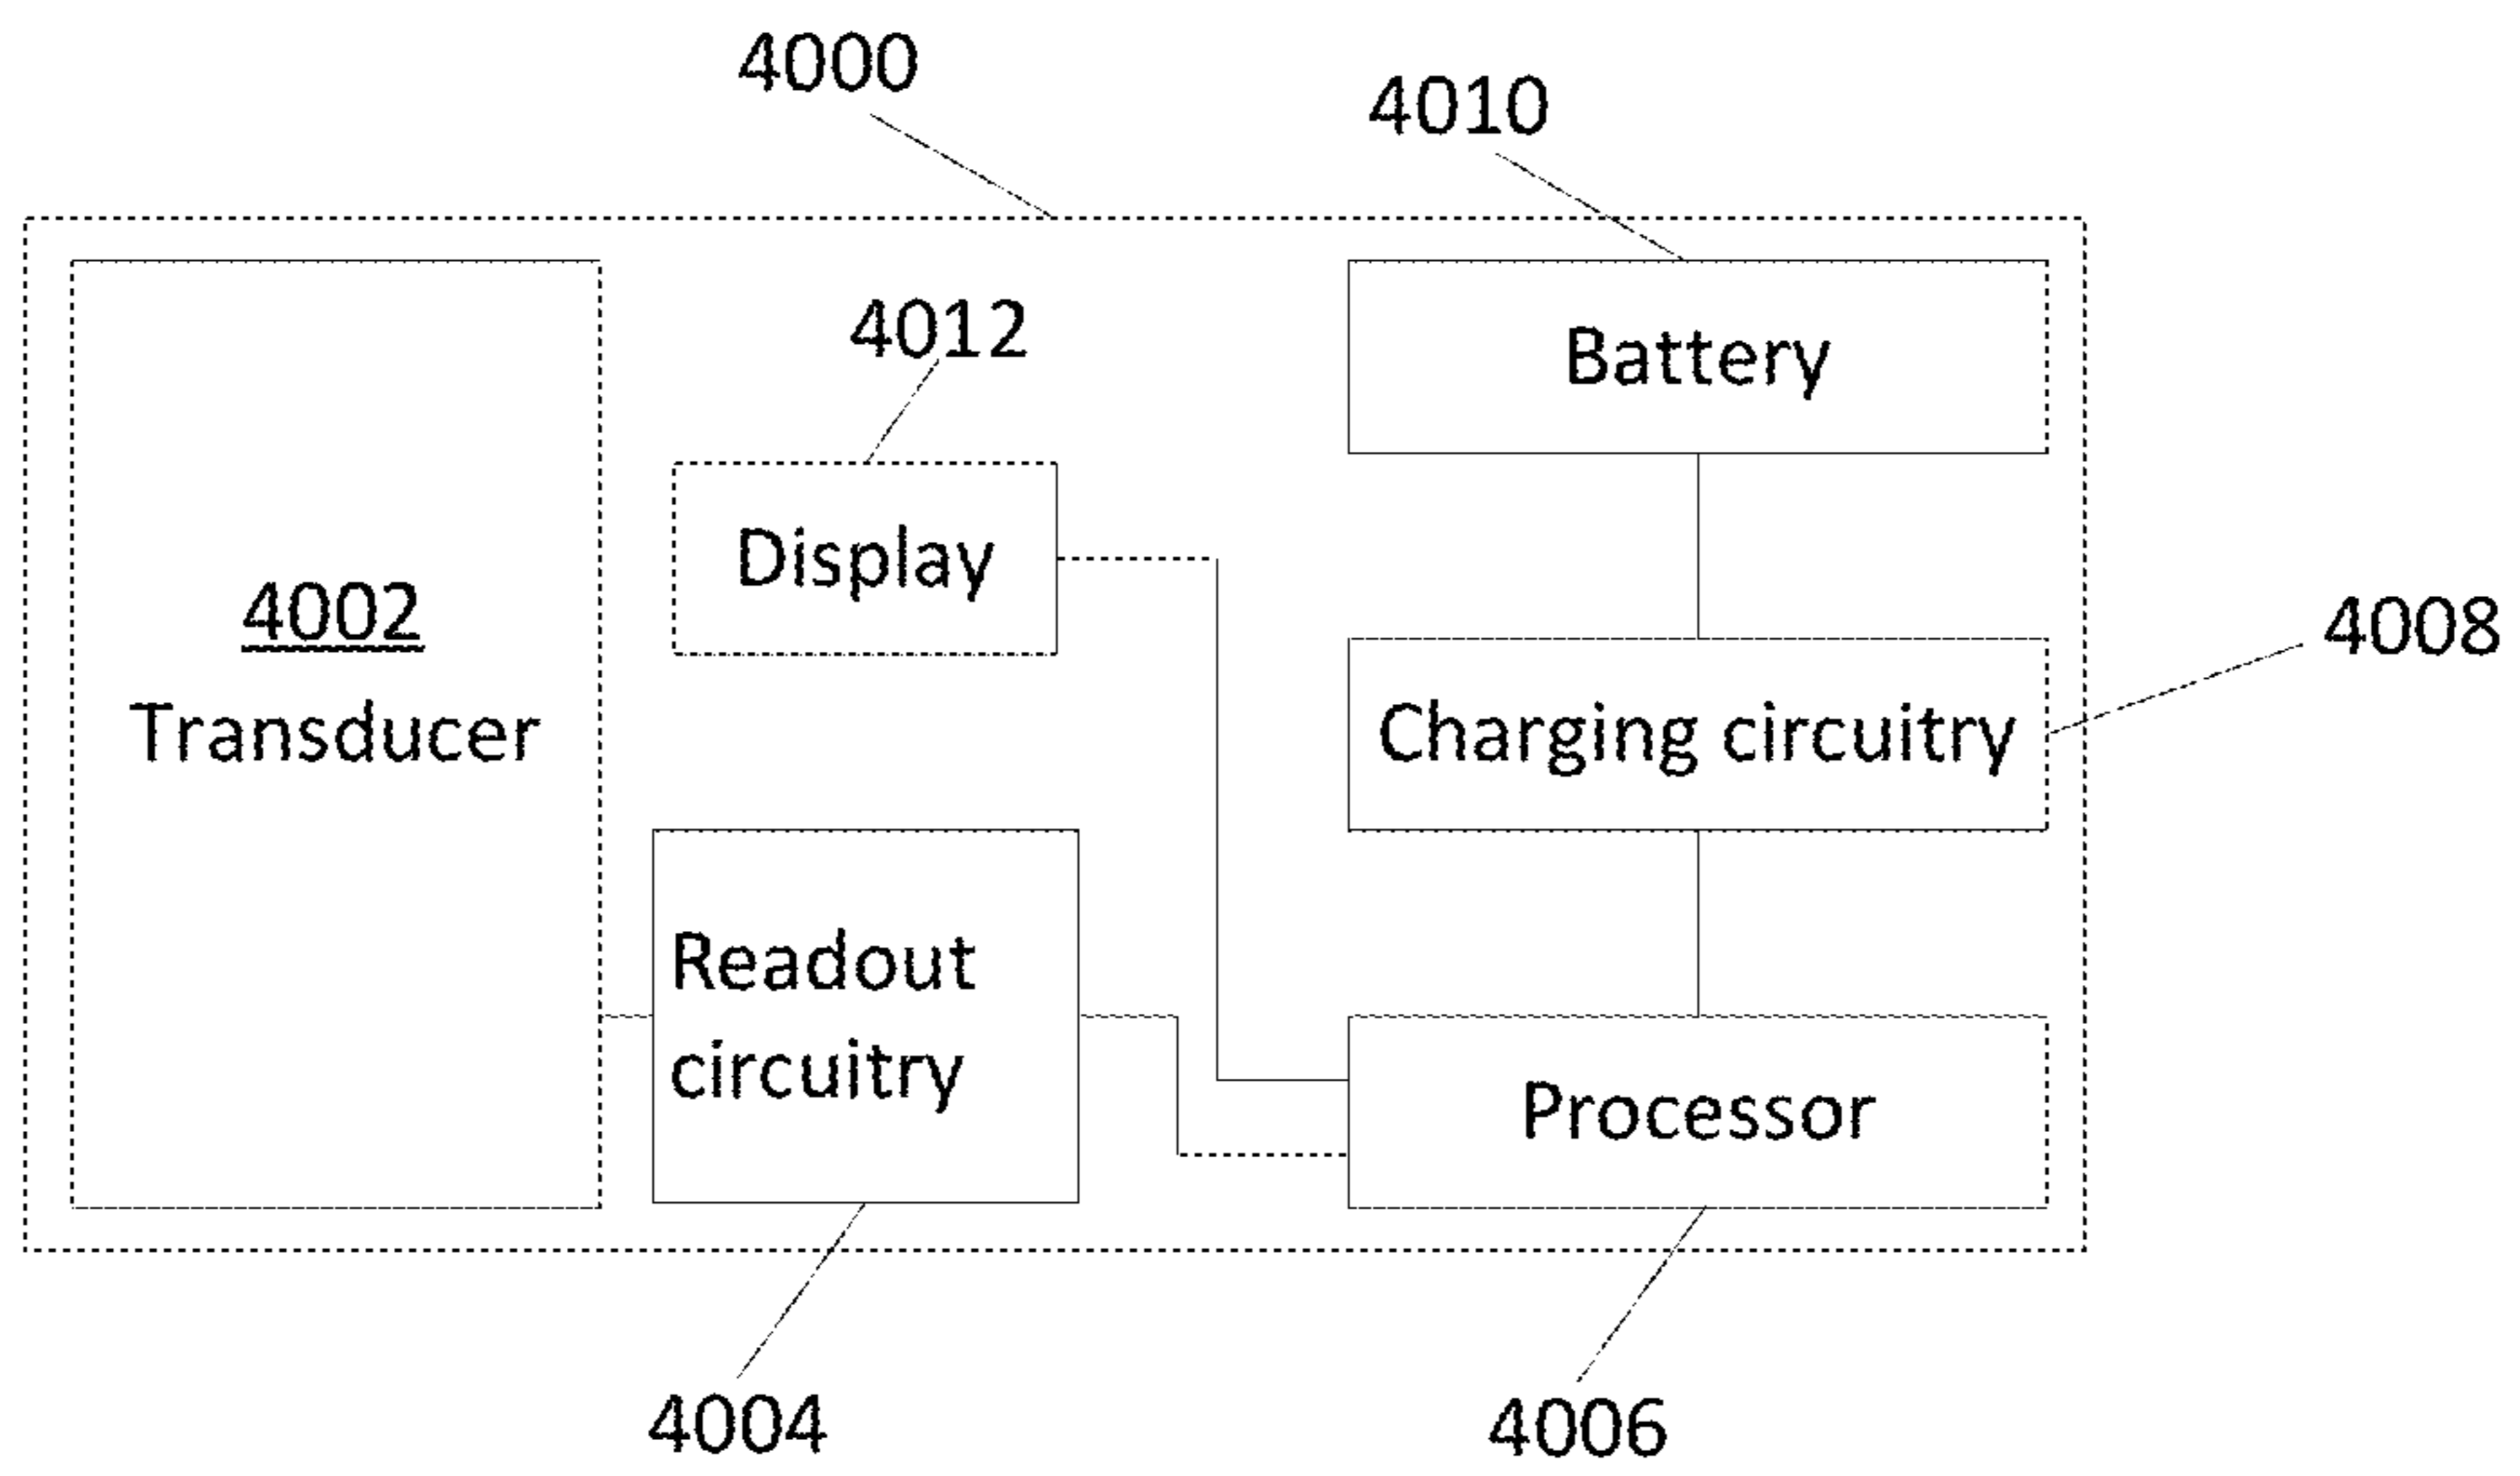 4000
4010
4012
Battery
Display
4002
Transducer
4008
Charging circuitry
Readout
circuitry
Processor
4004
4006